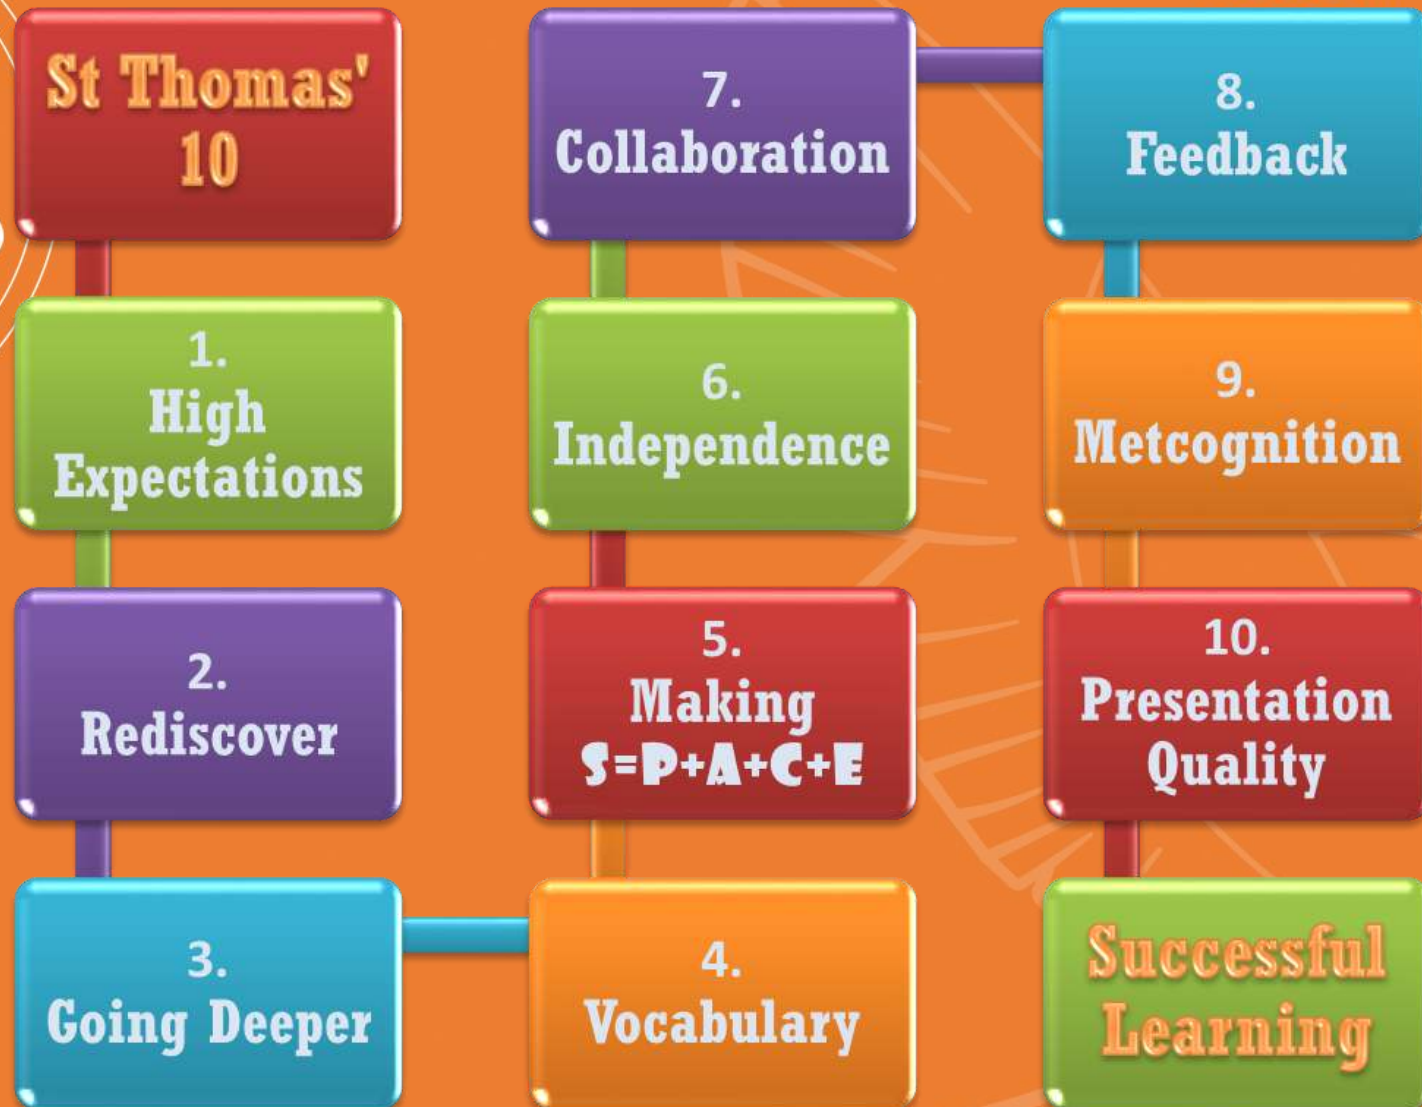 St Thomas'
10
1.
High
Expectations
2.
Rediscover
3.
Going Deeper
4.
Vocabulary
5.
Making
S=P+A+C+E
6.
Independence
7.
Collaboration
8.
Feedback
9.
Metcognition
10.
Presentation
Quality
Successful
Learning